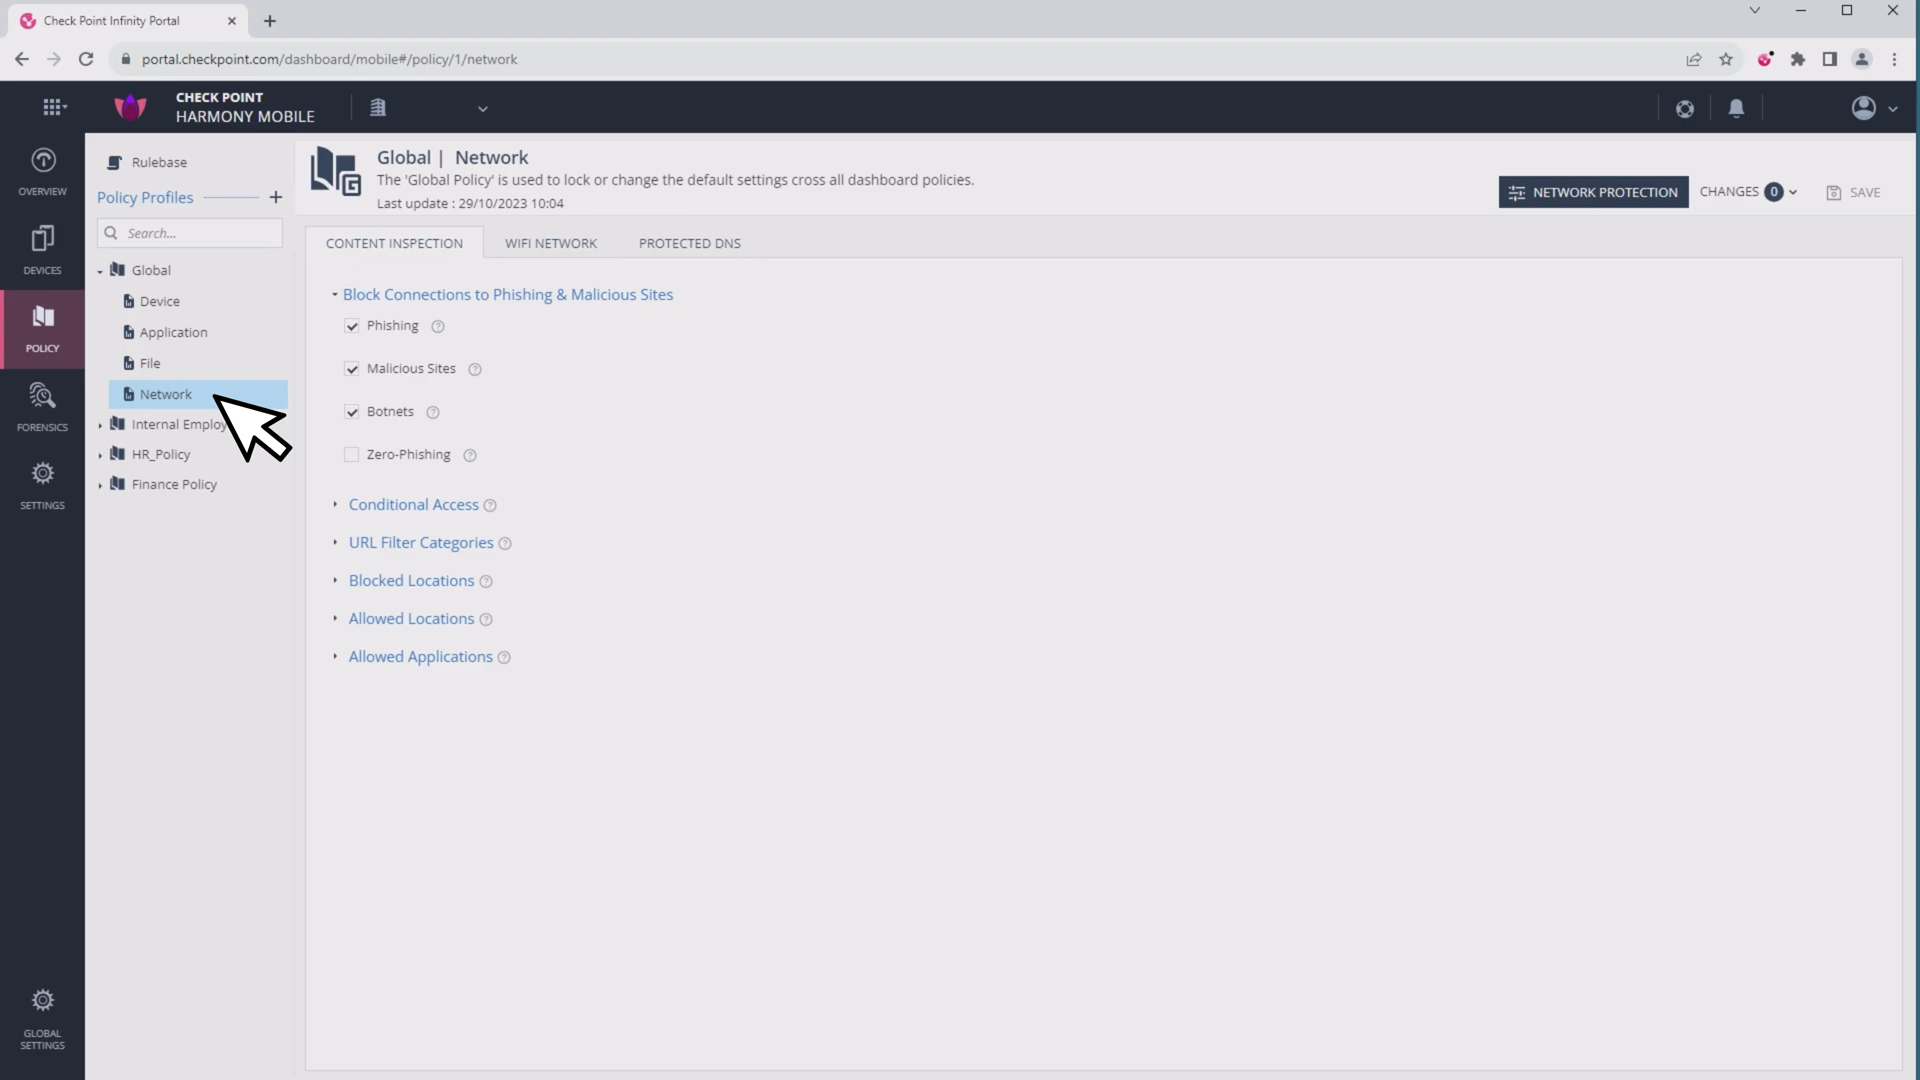 Check Point Infinity Portal
portal.checkpoint.com/dashboard/mobile#/policy/1/network
CHECK POINT
HARMONY MOBILE
OVERVIEW
DEVICES
POLICY
FORENSICS
SETTINGS
GLOBAL
SETTINGS
Rulebase
Policy Profiles
Search...
Global
Device
Application
File
Network
Internal Employ
HR_Policy
Finance Policy
Global | Network
The 'Global Policy' is used to lock or change the default settings cross all dashboard policies.
Last update : 29/10/2023 10:04
NETWORK PROTECTION
CHANGES 0
SAVE
CONTENT INSPECTION
WIFI NETWORK
PROTECTED DNS
Block Connections to Phishing & Malicious Sites
Phishing
Malicious Sites
Botnets
Zero-Phishing
Conditional Access
URL Filter Categories
Blocked Locations
Allowed Locations
Allowed Applications